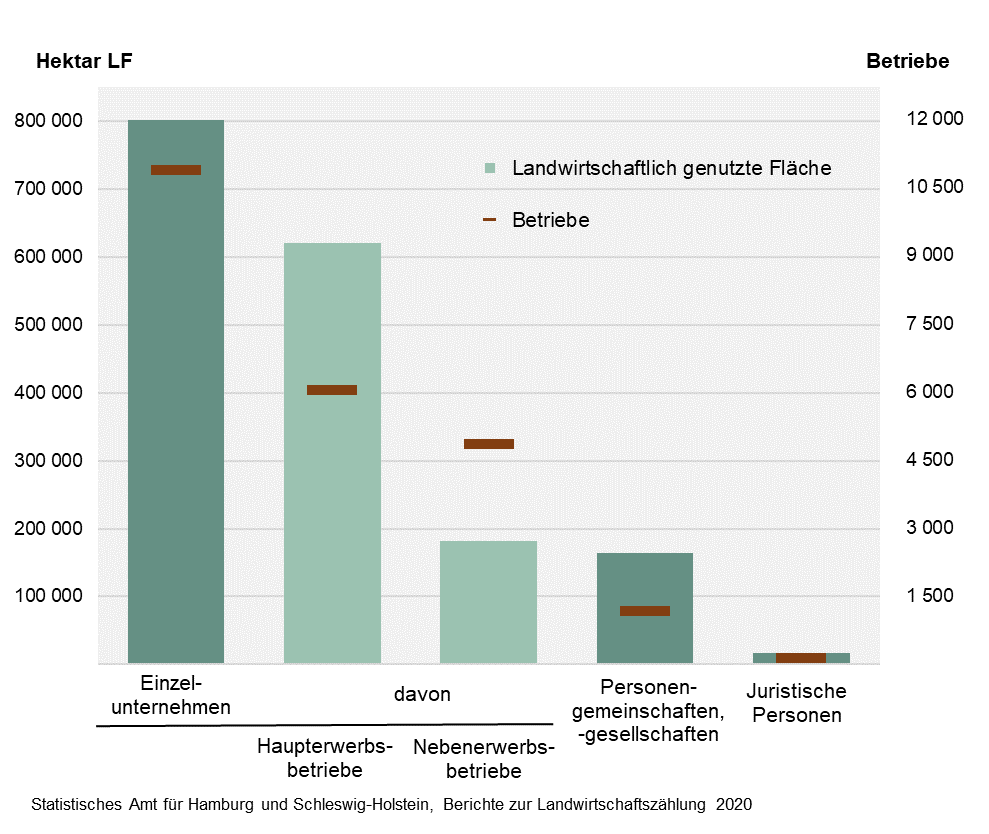 Hektar LF
Betriebe
800 000
700 000
600 000
500 000
400 000
300 000
200 000
100 000
12 000
10 500
9 000
7 500
6 000
4 500
3 000
1 500
Landwirtschaftlich genutzte Fläche
Betriebe
Einzel-
unternehmen
davon
Haupterwerbs-
betriebe
Nebenerwerbs-
betriebe
Personen-
gemeinschaften,
-gesellschaften
Juristische
Personen
Statistisches Amt für Hamburg und Schleswig-Holstein, Berichte zur Landwirtschaftszählung 2020